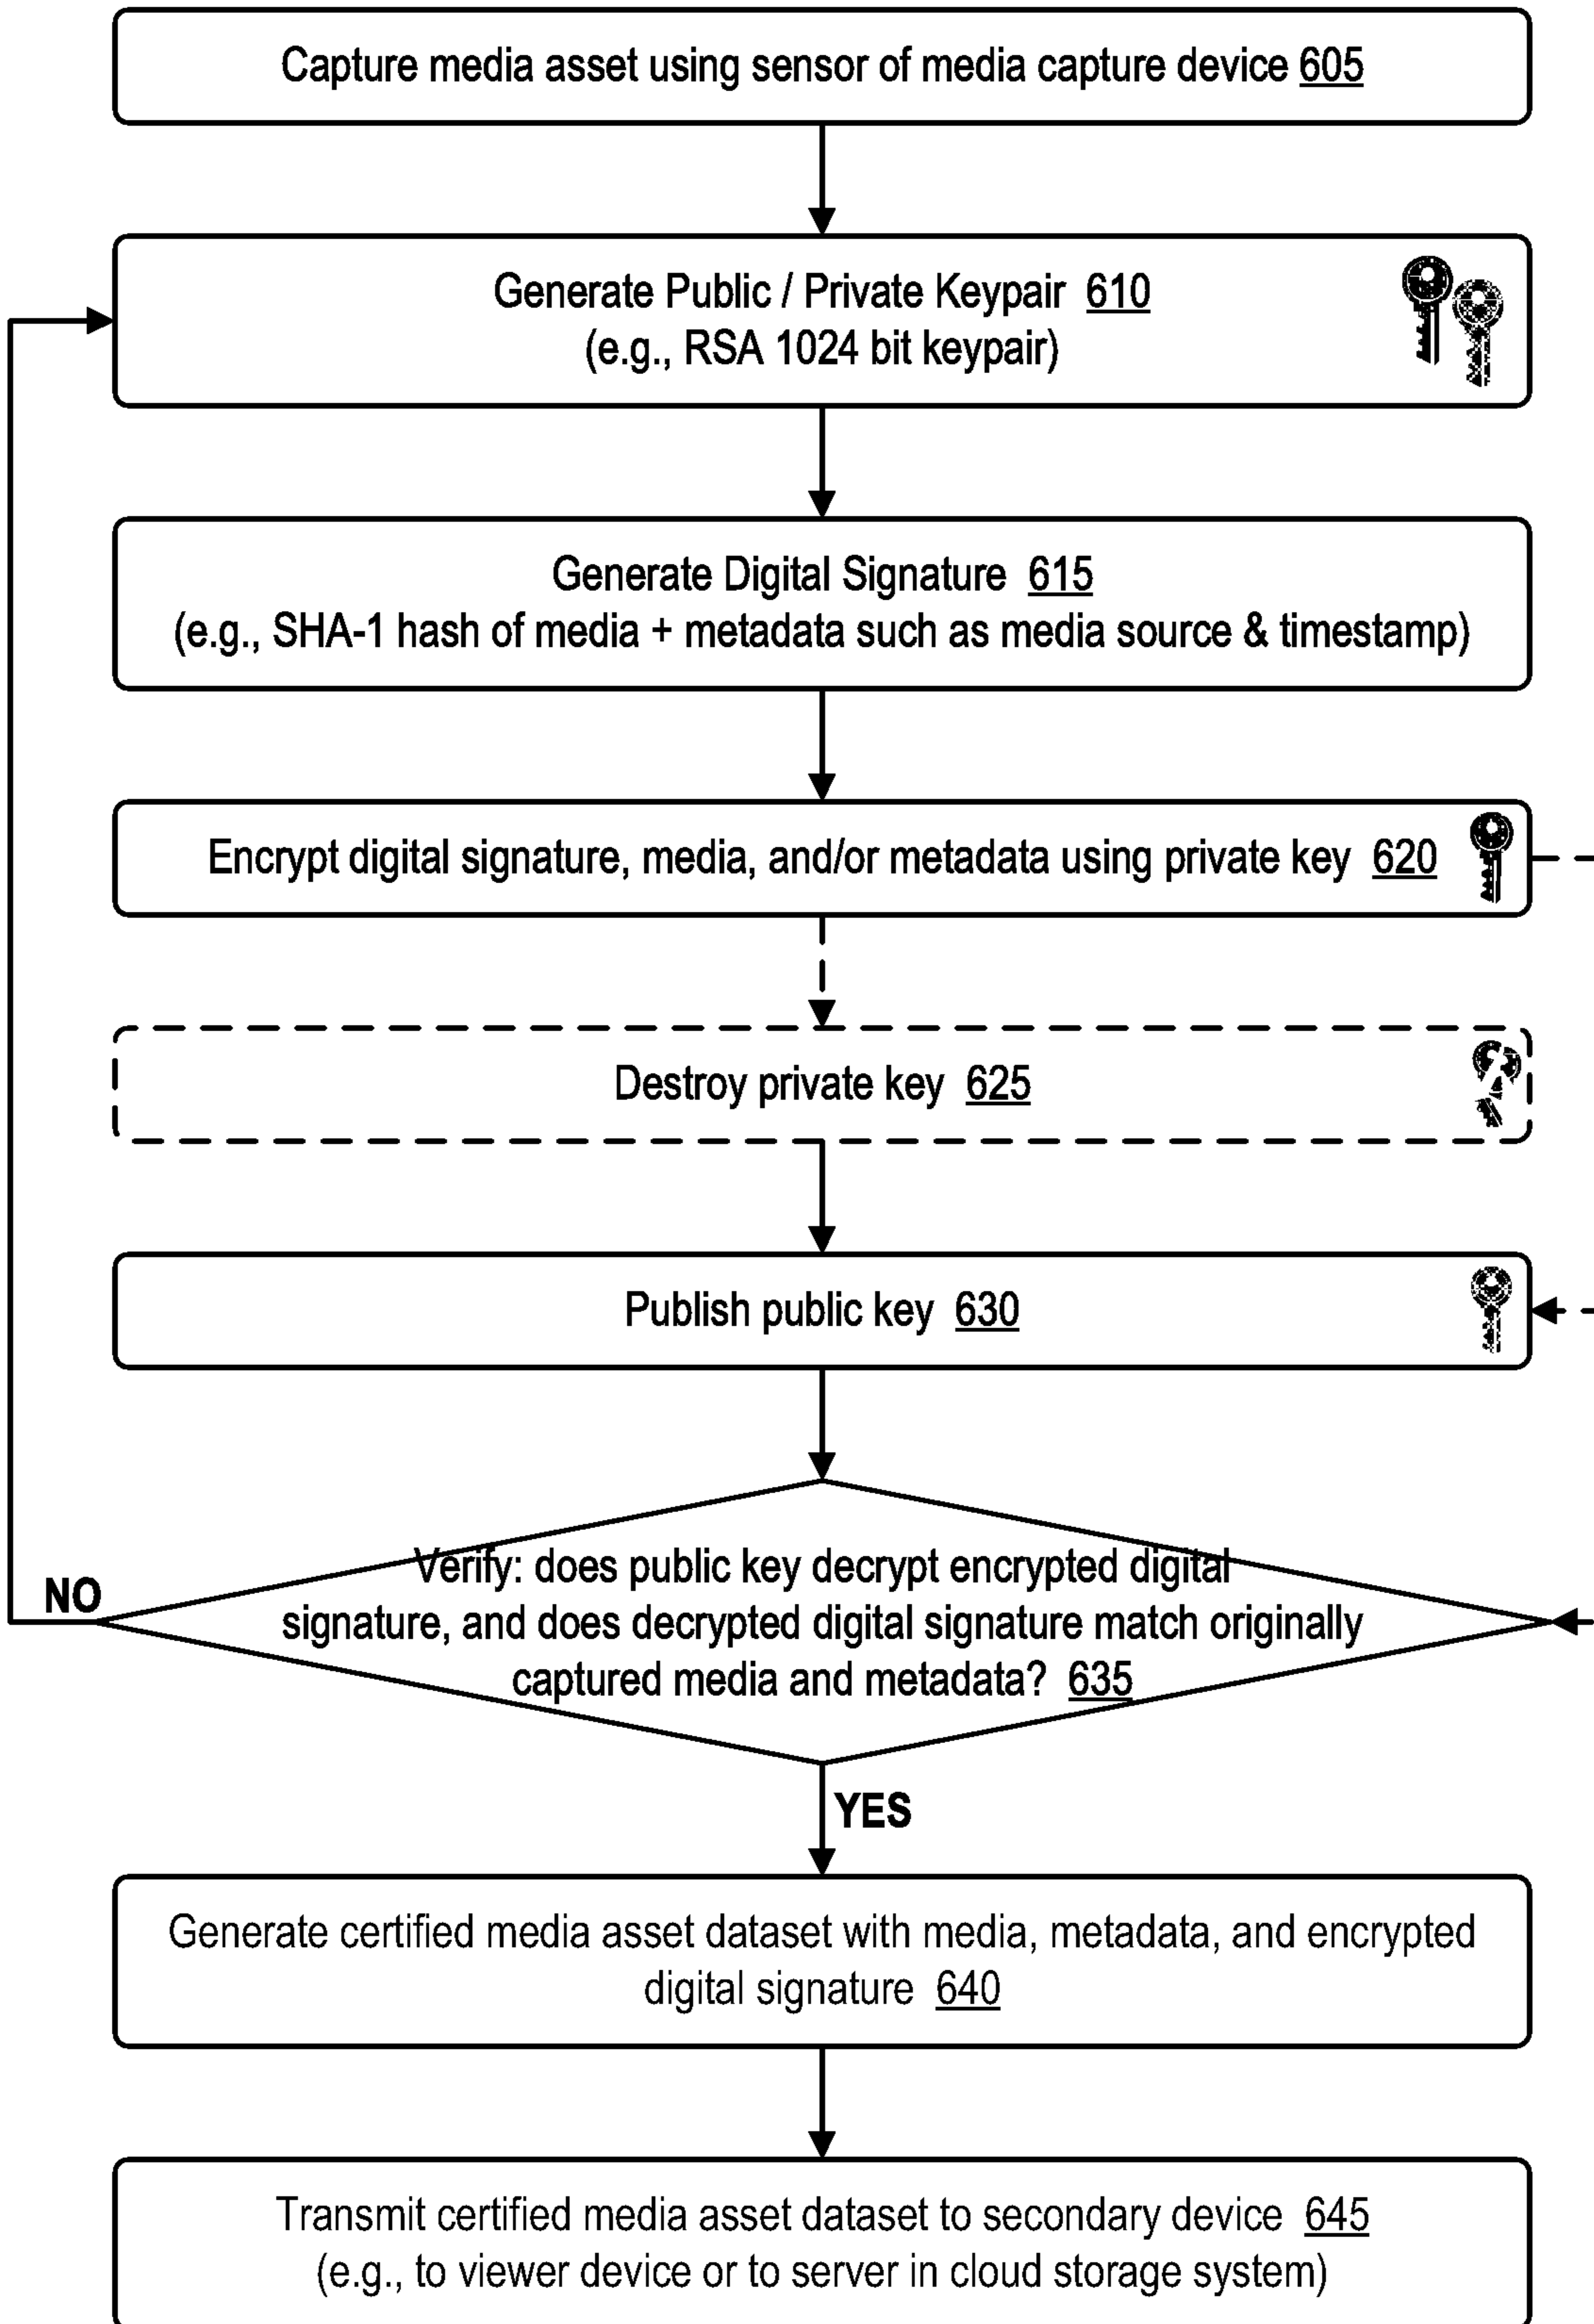 Capture media asset using sensor of media capture device 605
Generate Public / Private Keypair 610
(e.g., RSA 1024 bit keypair)
Generate Digital Signature 615
(e.g., SHA-1 hash of media + metadata such as media source & timestamp)
Encrypt digital signature, media, and/or metadata using private key 620
Destroy private key 625
Publish public key 630
Verify: does public key decrypt encrypted digital
signature, and does decrypted digital signature match originally
captured media and metadata? 635
NO
YES
Generate certified media asset dataset with media, metadata, and encrypted
digital signature 640
Transmit certified media asset dataset to secondary device 645
(e.g., to viewer device or to server in cloud storage system)